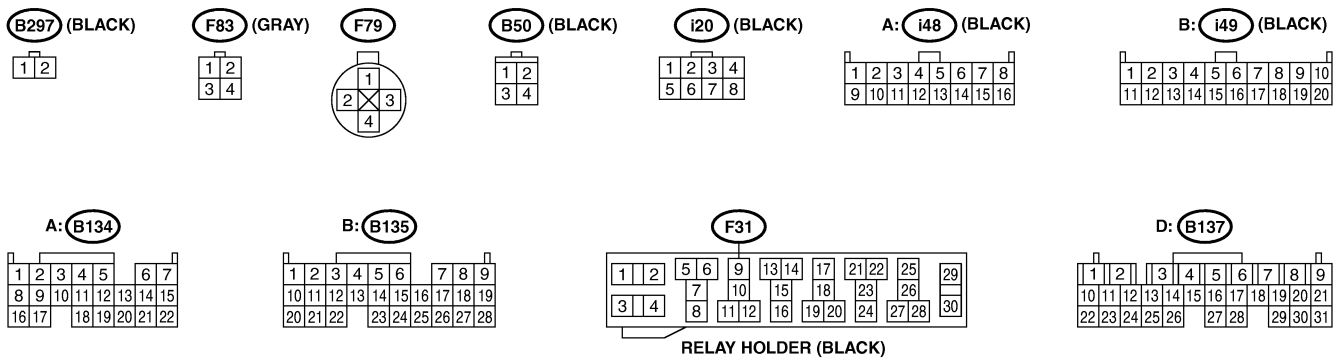 B297 (BLACK) F83 (GRAY) F79 B50 (BLACK) i20 (BLACK) A: i48 (BLACK) B: i49 (BLACK)
1 2
1 2
3 4
1
2 3
4
1 2
3 4
1 2 3 4
5 6 7 8
1 2 3 4 5 6 7 8
9 10 11 12 13 14 15 16
1 2 3 4 5 6 7 8 9 10
11 12 13 14 15 16 17 18 19 20
A: B134 B: B135 F31 D: B137
1 2 3 4 5 6 7
8 9 10 11 12 13 14 15
16 17 18 19 20 21 22
1 2 3 4 5 6 7 8 9
10 11 12 13 14 15 16 17 18 19
20 21 22 23 24 25 26 27 28
1 2 5 6 9 13 14 17 21 22 25 29
7 10 15 18 23 26
3 4 8 11 12 16 19 20 24 27 28 30
RELAY HOLDER (BLACK)
1 2 3 4 5 6 7 8 9
10 11 12 13 14 15 16 17 18 19 20 21
22 23 24 25 26 27 28 29 30 31